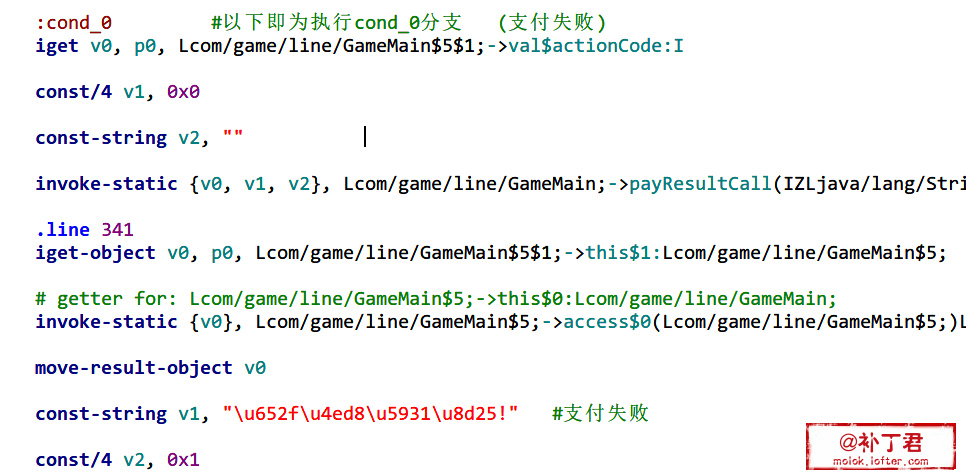 :cond_0 #以下即为执行cond_0分支 (支付失败)
iget v0, p0, Lcom/game/line/GameMain$5$1;->val$actionCode:I
const/4 v1, 0x0
const-string v2, ""
invoke-static {v0, v1, v2}, Lcom/game/line/GameMain;->payResultCall(IZLjava/lang/Stri
.line 341
iget-object v0, p0, Lcom/game/line/GameMain$5$1;->this$1:Lcom/game/line/GameMain$5;
# getter for: Lcom/game/line/GameMain$5;->this$0:Lcom/game/line/GameMain;
invoke-static {v0}, Lcom/game/line/GameMain$5;->access$0(Lcom/game/line/GameMain$5;)L
move-result-object v0
const-string v1, "\u652f\u4ed8\u5931\u8d25!" #支付失败
const/4 v2, 0x1
@补丁君
molok.lofter.com